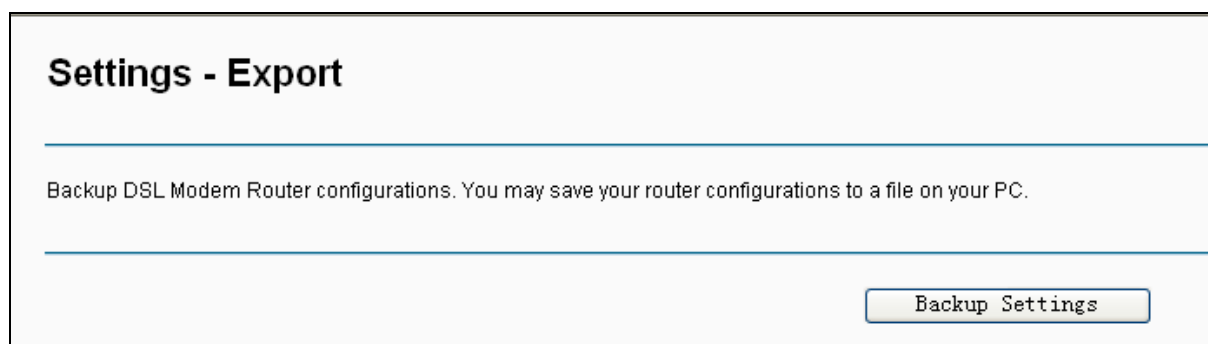 Settings - Export
Backup DSL Modem Router configurations. You may save your router configurations to a file on your PC.
Backup Settings